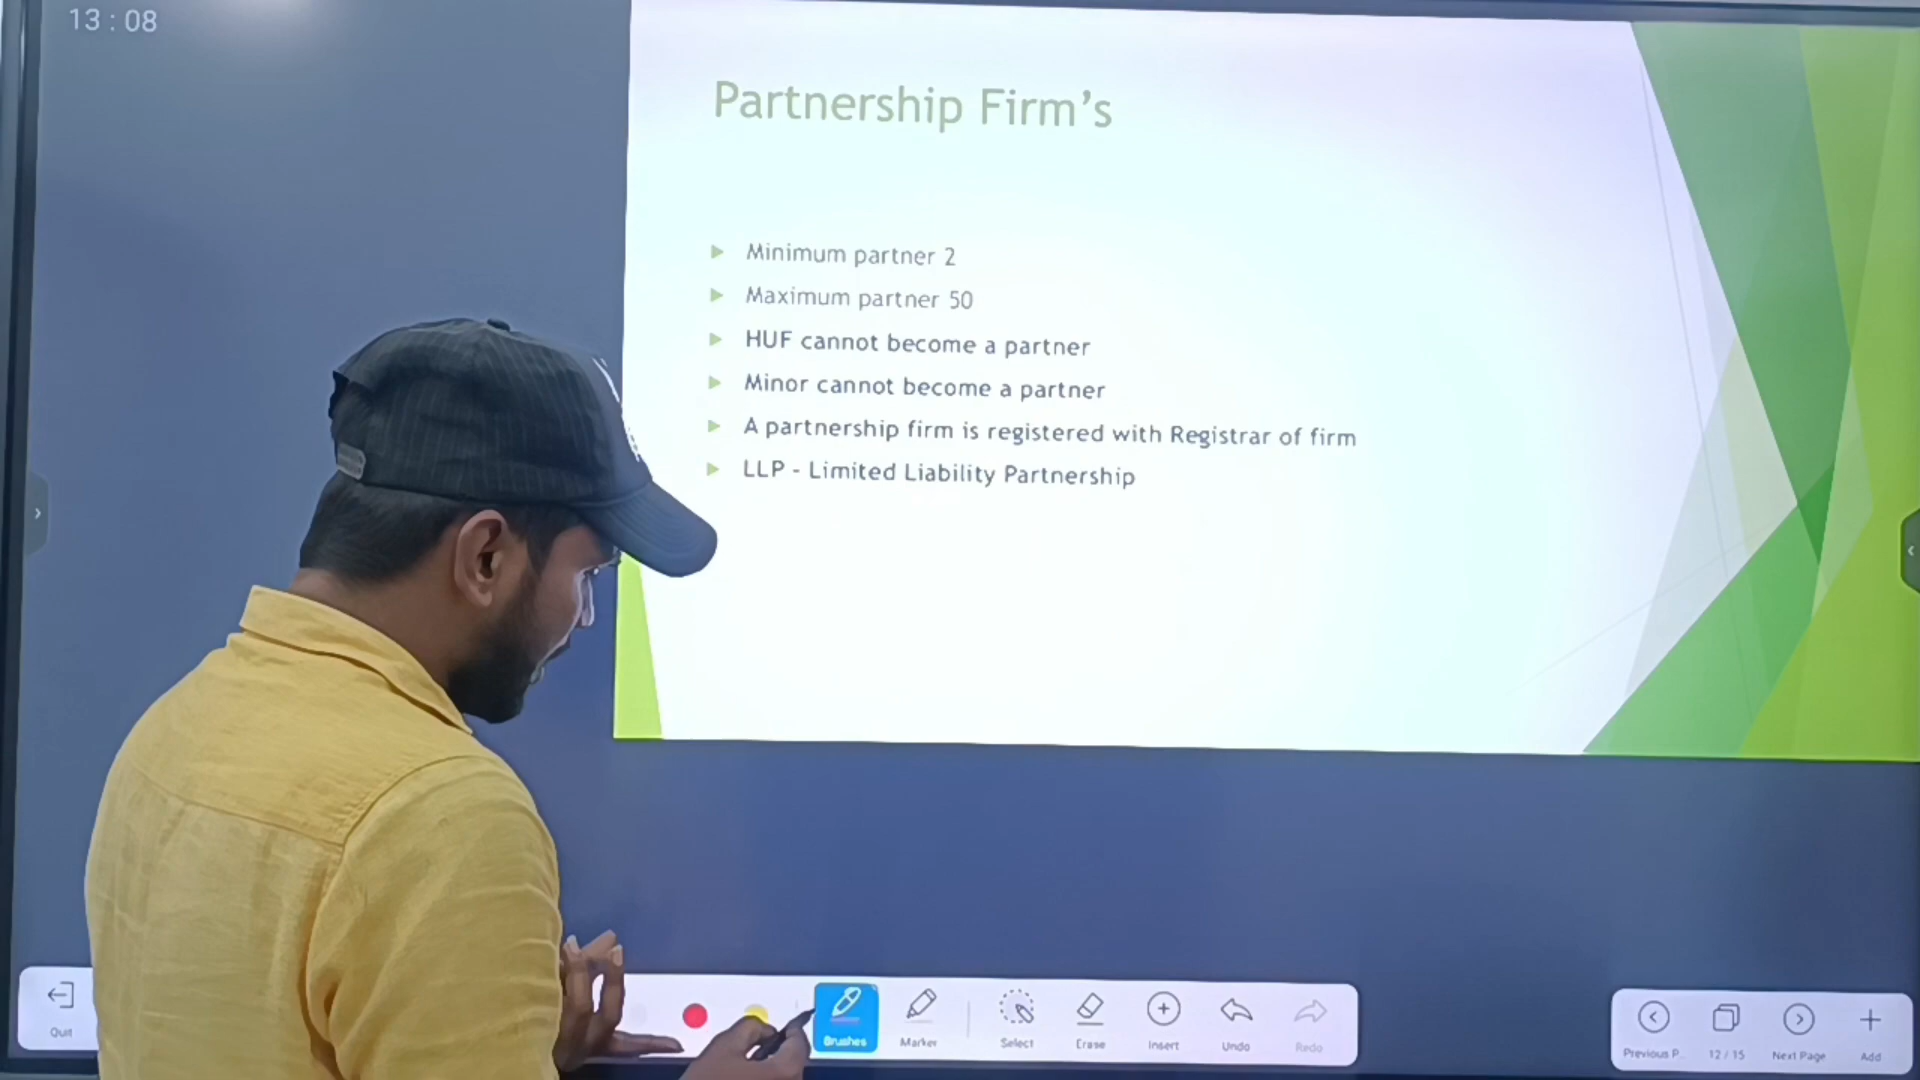 13 : 08
Partnership Firm's
Minimum partner 2
Maximum partner 50
HUF cannot become a partner
Minor cannot become a partner
A partnership firm is registered with Registrar of firm
LLP - Limited Liability Partnership
Quit
Brushes
Marker
Select
Erase
Insert
Undo
Redo
Previous P..
12 / 15
Next Page
Add